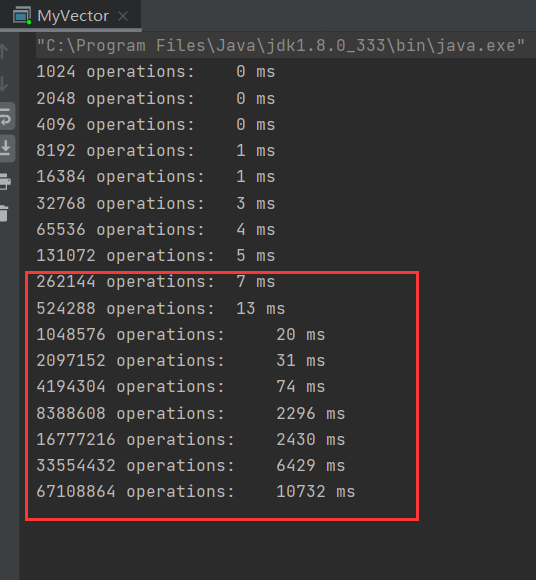 MyVector
"C:\Program Files\Java\jdk1.8.0_333\bin\java.exe"
1024 operations:    0 ms
2048 operations:    0 ms
4096 operations:    0 ms
8192 operations:    1 ms
16384 operations:   1 ms
32768 operations:   3 ms
65536 operations:   4 ms
131072 operations:  5 ms
262144 operations:  7 ms
524288 operations:  13 ms
1048576 operations:     20 ms
2097152 operations:     31 ms
4194304 operations:     74 ms
8388608 operations:     2296 ms
16777216 operations:    2430 ms
33554432 operations:    6429 ms
67108864 operations:    10732 ms